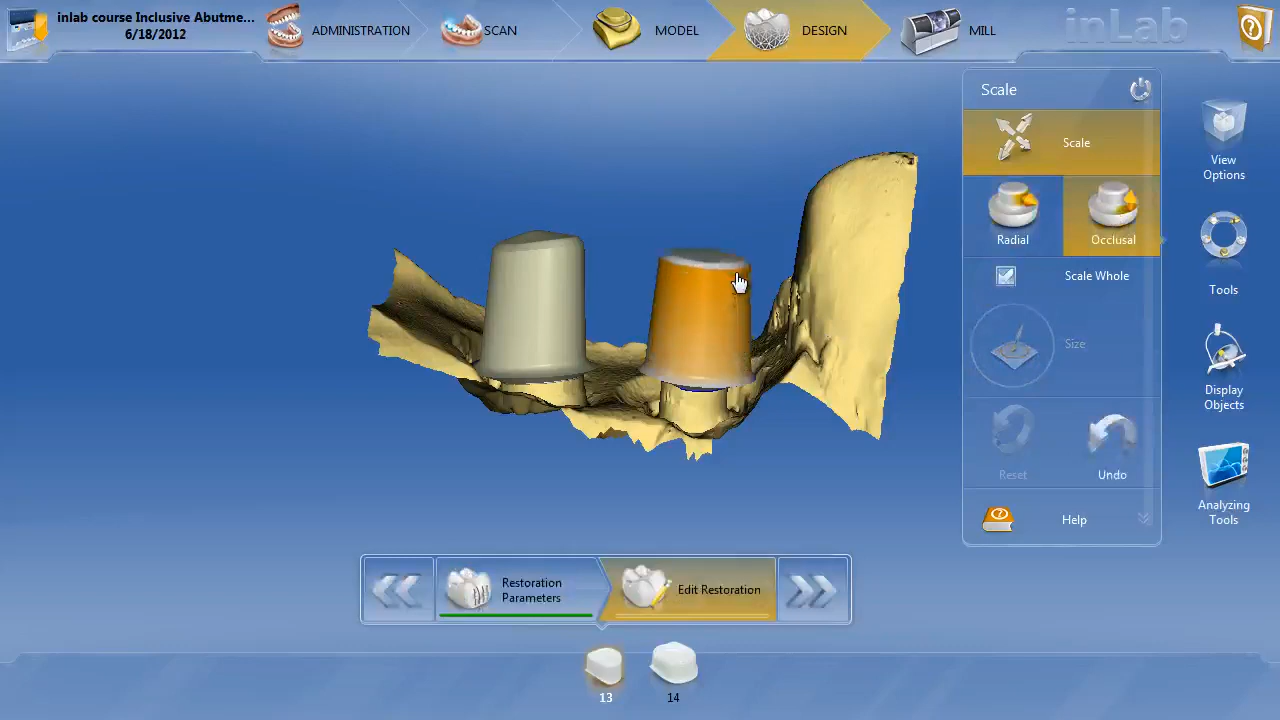 inlab course Inclusive Abutme...
6/18/2012
ADMINISTRATION
SCAN
MODEL
DESIGN
MILL
inLab
Scale
Scale
Radial
Occlusal
Scale Whole
Size
Reset
Undo
Help
View
Options
Tools
Display
Objects
Analyzing
Tools
Restoration
Parameters
Edit Restoration
13
14